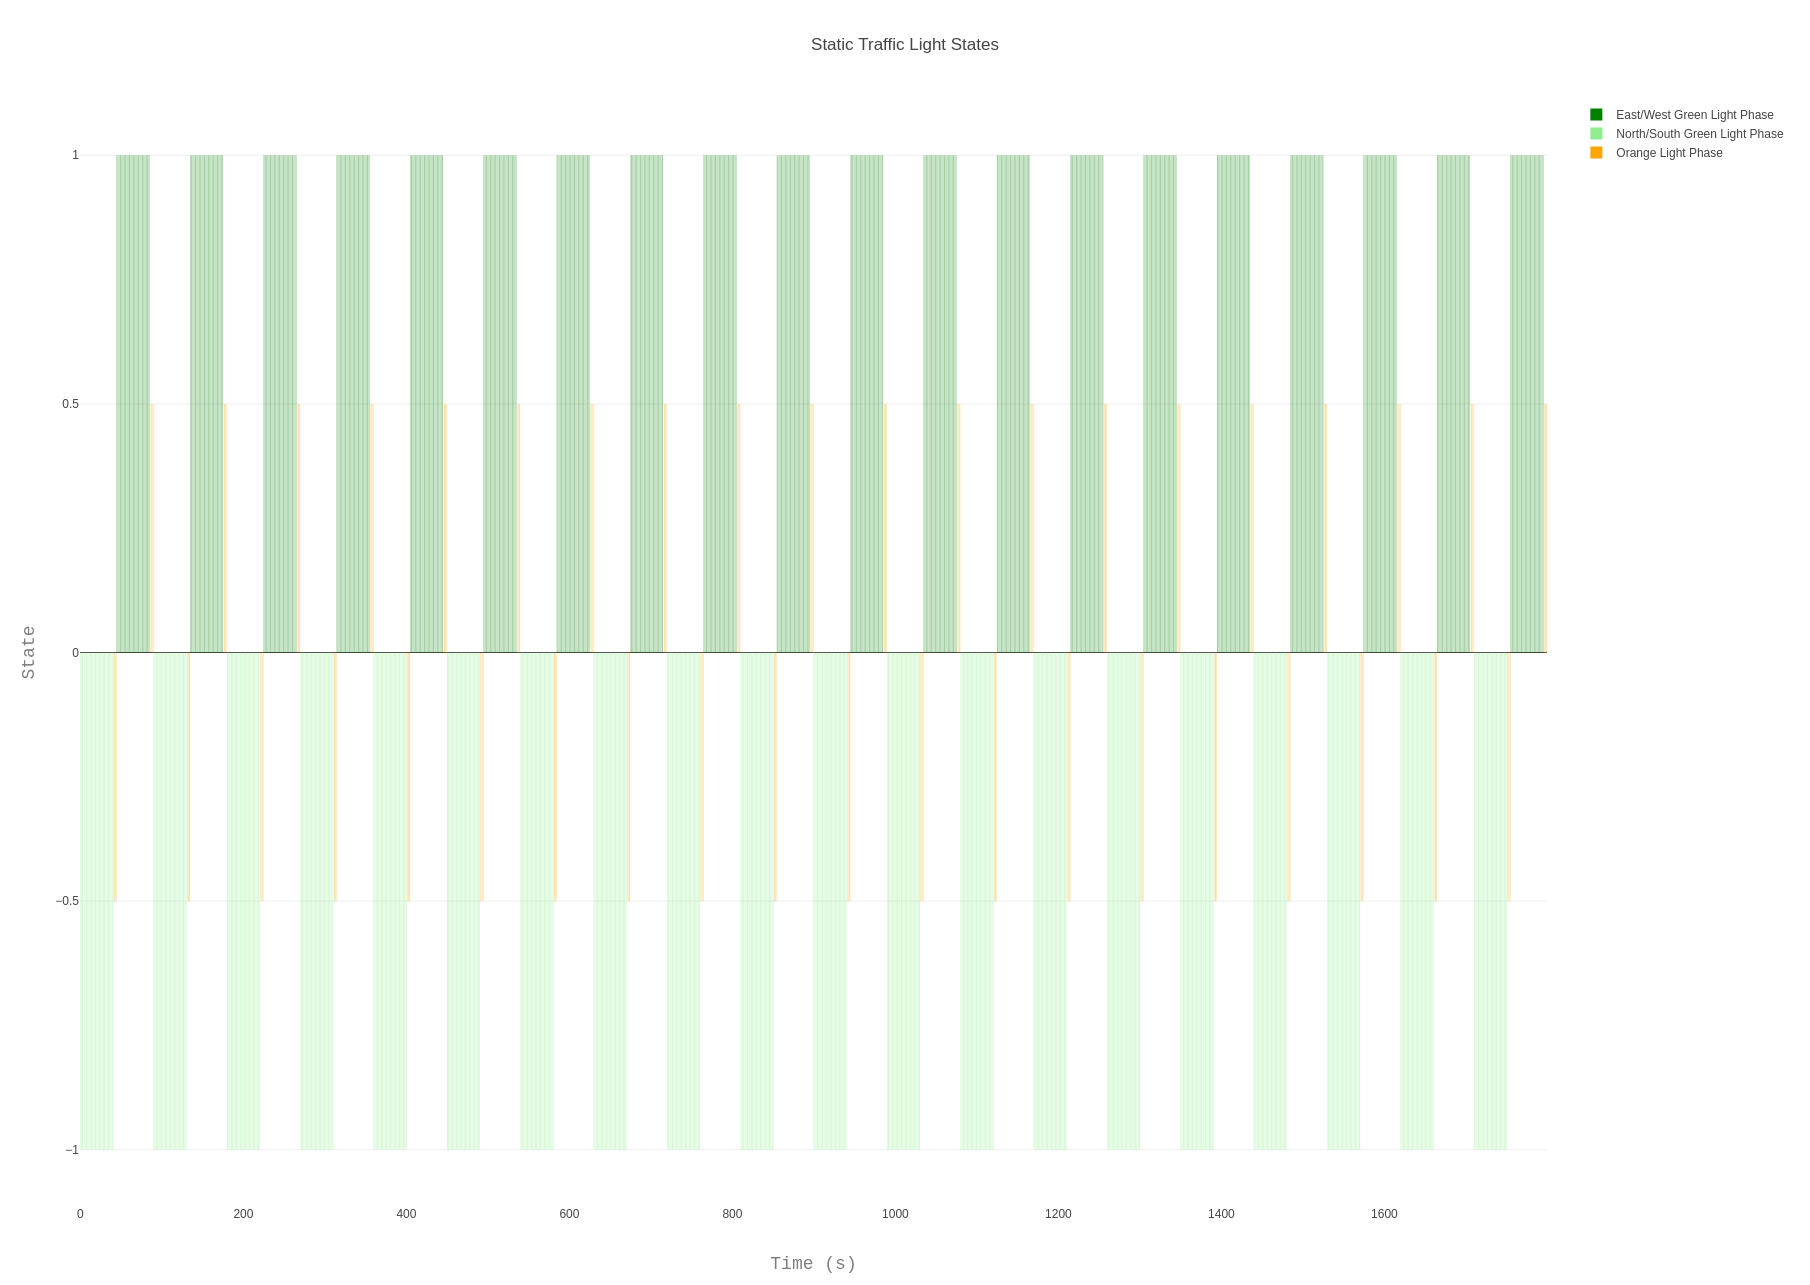 Static Traffic Light States
East/West Green Light Phase
North/South Green Light Phase
Orange Light Phase
1
0.5
0
−0.5
−1
State
0 200 400 600 800 1000 1200 1400 1600
Time (s)